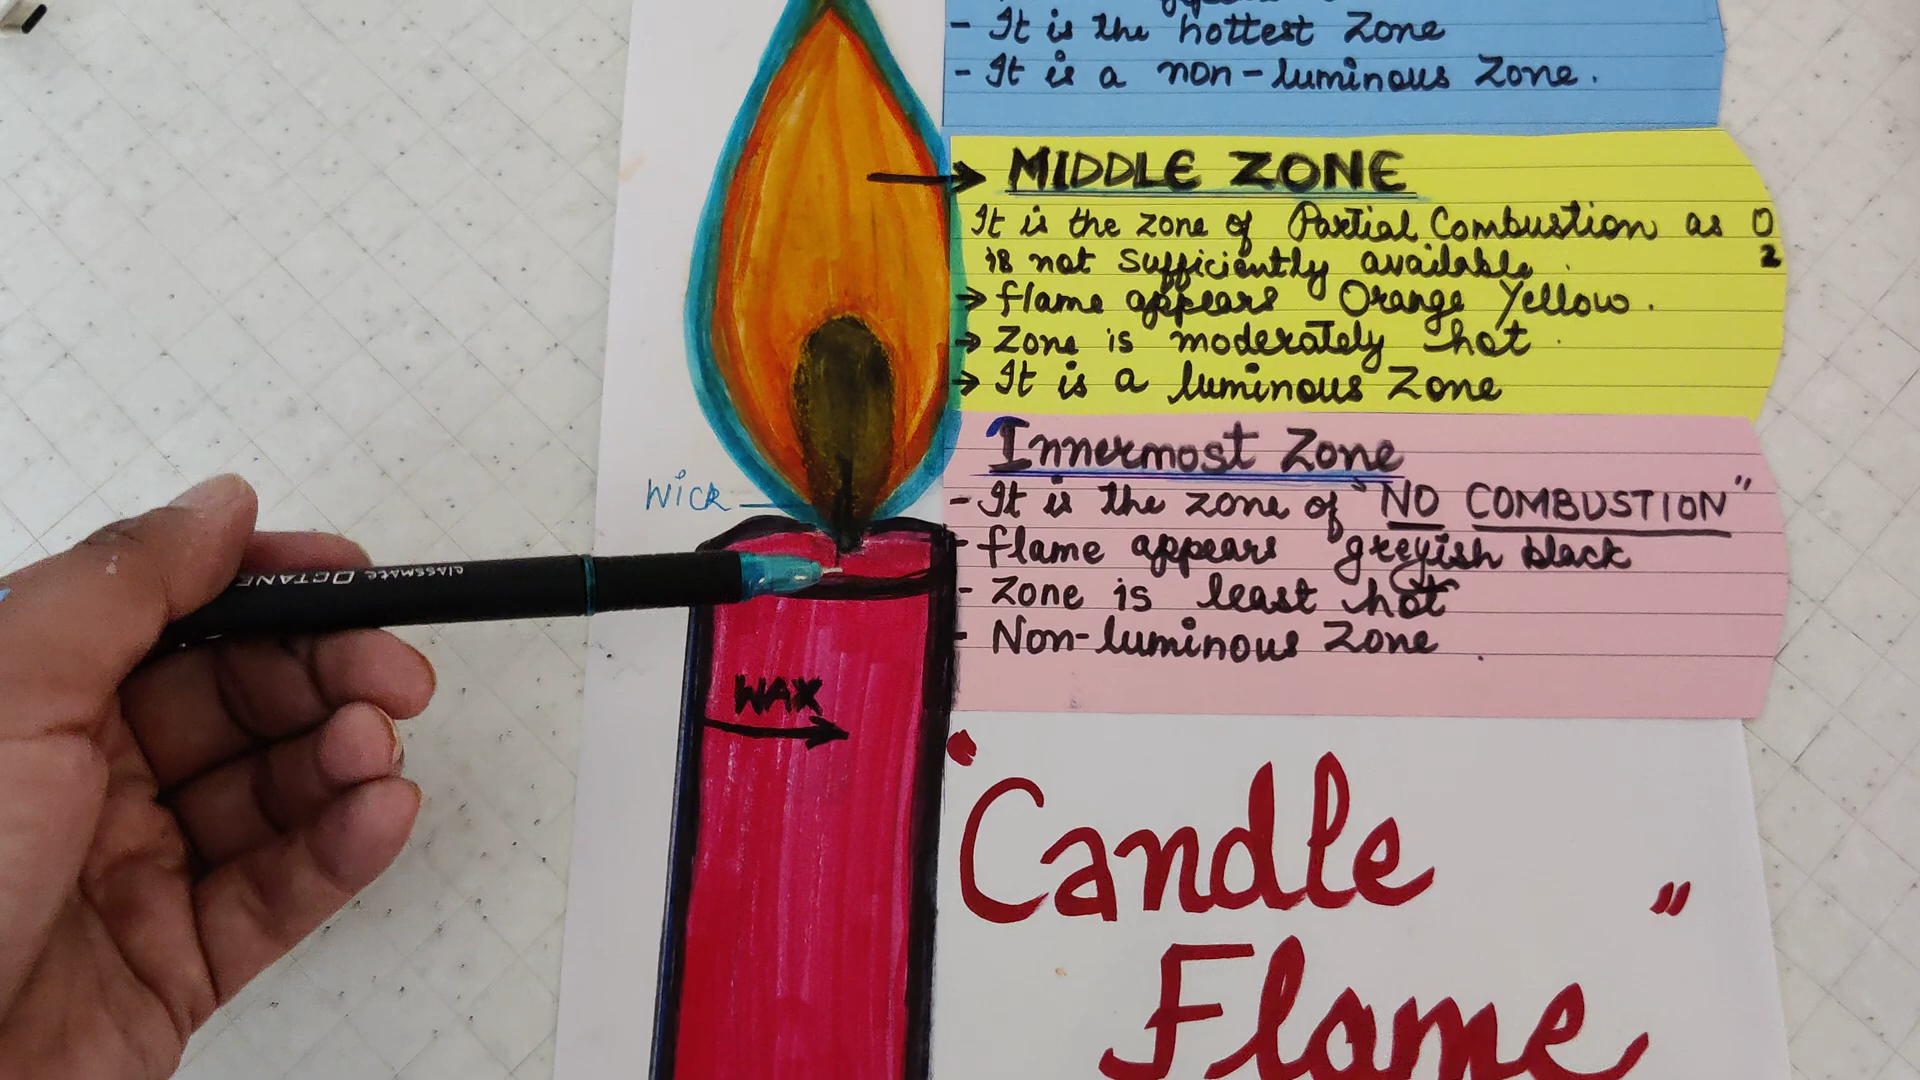 - It is the hottest Zone
- It is a non-luminous Zone.
→ MIDDLE ZONE
It is the zone of Partial Combustion as O2
is not sufficiently available.
→ flame appears Orange Yellow.
→ Zone is moderately hot.
→ It is a luminous Zone
Innermost Zone
- It is the zone of "NO COMBUSTION"
- flame appears greyish black
- Zone is least hot
- Non-luminous Zone.
Wick
classmate OCTANE
WAX
"Candle
Flame"